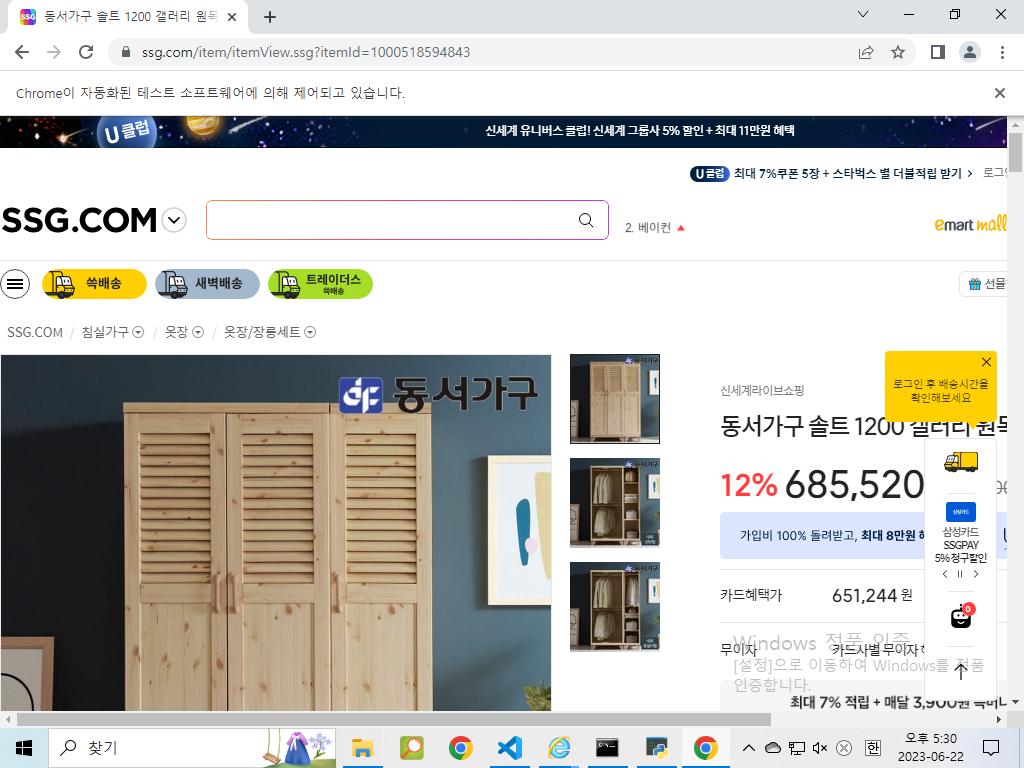 동서가구 솔트 1200 갤러리 원목
ssg.com/item/itemView.ssg?itemId=1000518594843
Chrome이 자동화된 테스트 소프트웨어에 의해 제어되고 있습니다.
U클럽
신세계 유니버스 클럽! 신세계 그룹사 5% 할인 + 최대 11만원 혜택
U클럽 최대 7%쿠폰 5장 + 스타벅스 별 더블적립 받기 > 로그인
SSG.COM
2. 베이컨
emart mall
쓱배송
새벽배송
트레이더스
쓱배송
선물
SSG.COM / 침실가구 / 옷장 / 옷장/장롱세트
동서가구
로그인 후 배송시간을
확인해보세요
신세계라이브쇼핑
동서가구 솔트 1200 갤러리 원목
12% 685,520
가입비 100% 돌려받고, 최대 8만원
삼성카드
삼성카드
SSGPAY
5% 청구할인
카드혜택가 651,244 원
0
무이자 카드사별 무이자
최대 7% 적립 + 매달 3,900원
Windows 정품 인증
[설정]으로 이동하여 Windows를 정품
인증합니다.
찾기
한
오후 5:30
2023-06-22